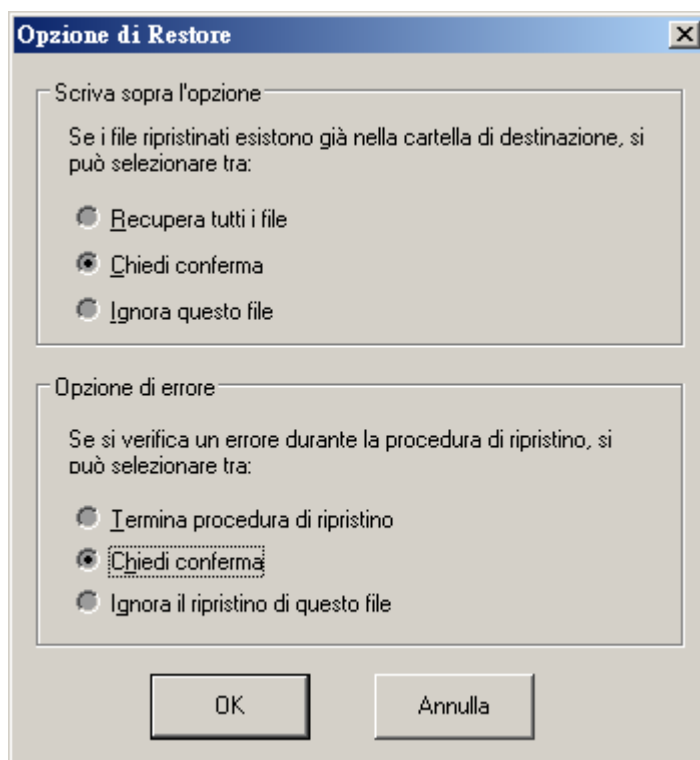 Opzione di Restore
Scriva sopra l'opzione
Se i file ripristinati esistono già nella cartella di destinazione, si
può selezionare tra:
Recupera tutti i file
Chiedi conferma
Ignora questo file
Opzione di errore
Se si verifica un errore durante la procedura di ripristino, si
può selezionare tra:
Termina procedura di ripristino
Chiedi conferma
Ignora il ripristino di questo file
OK
Annulla